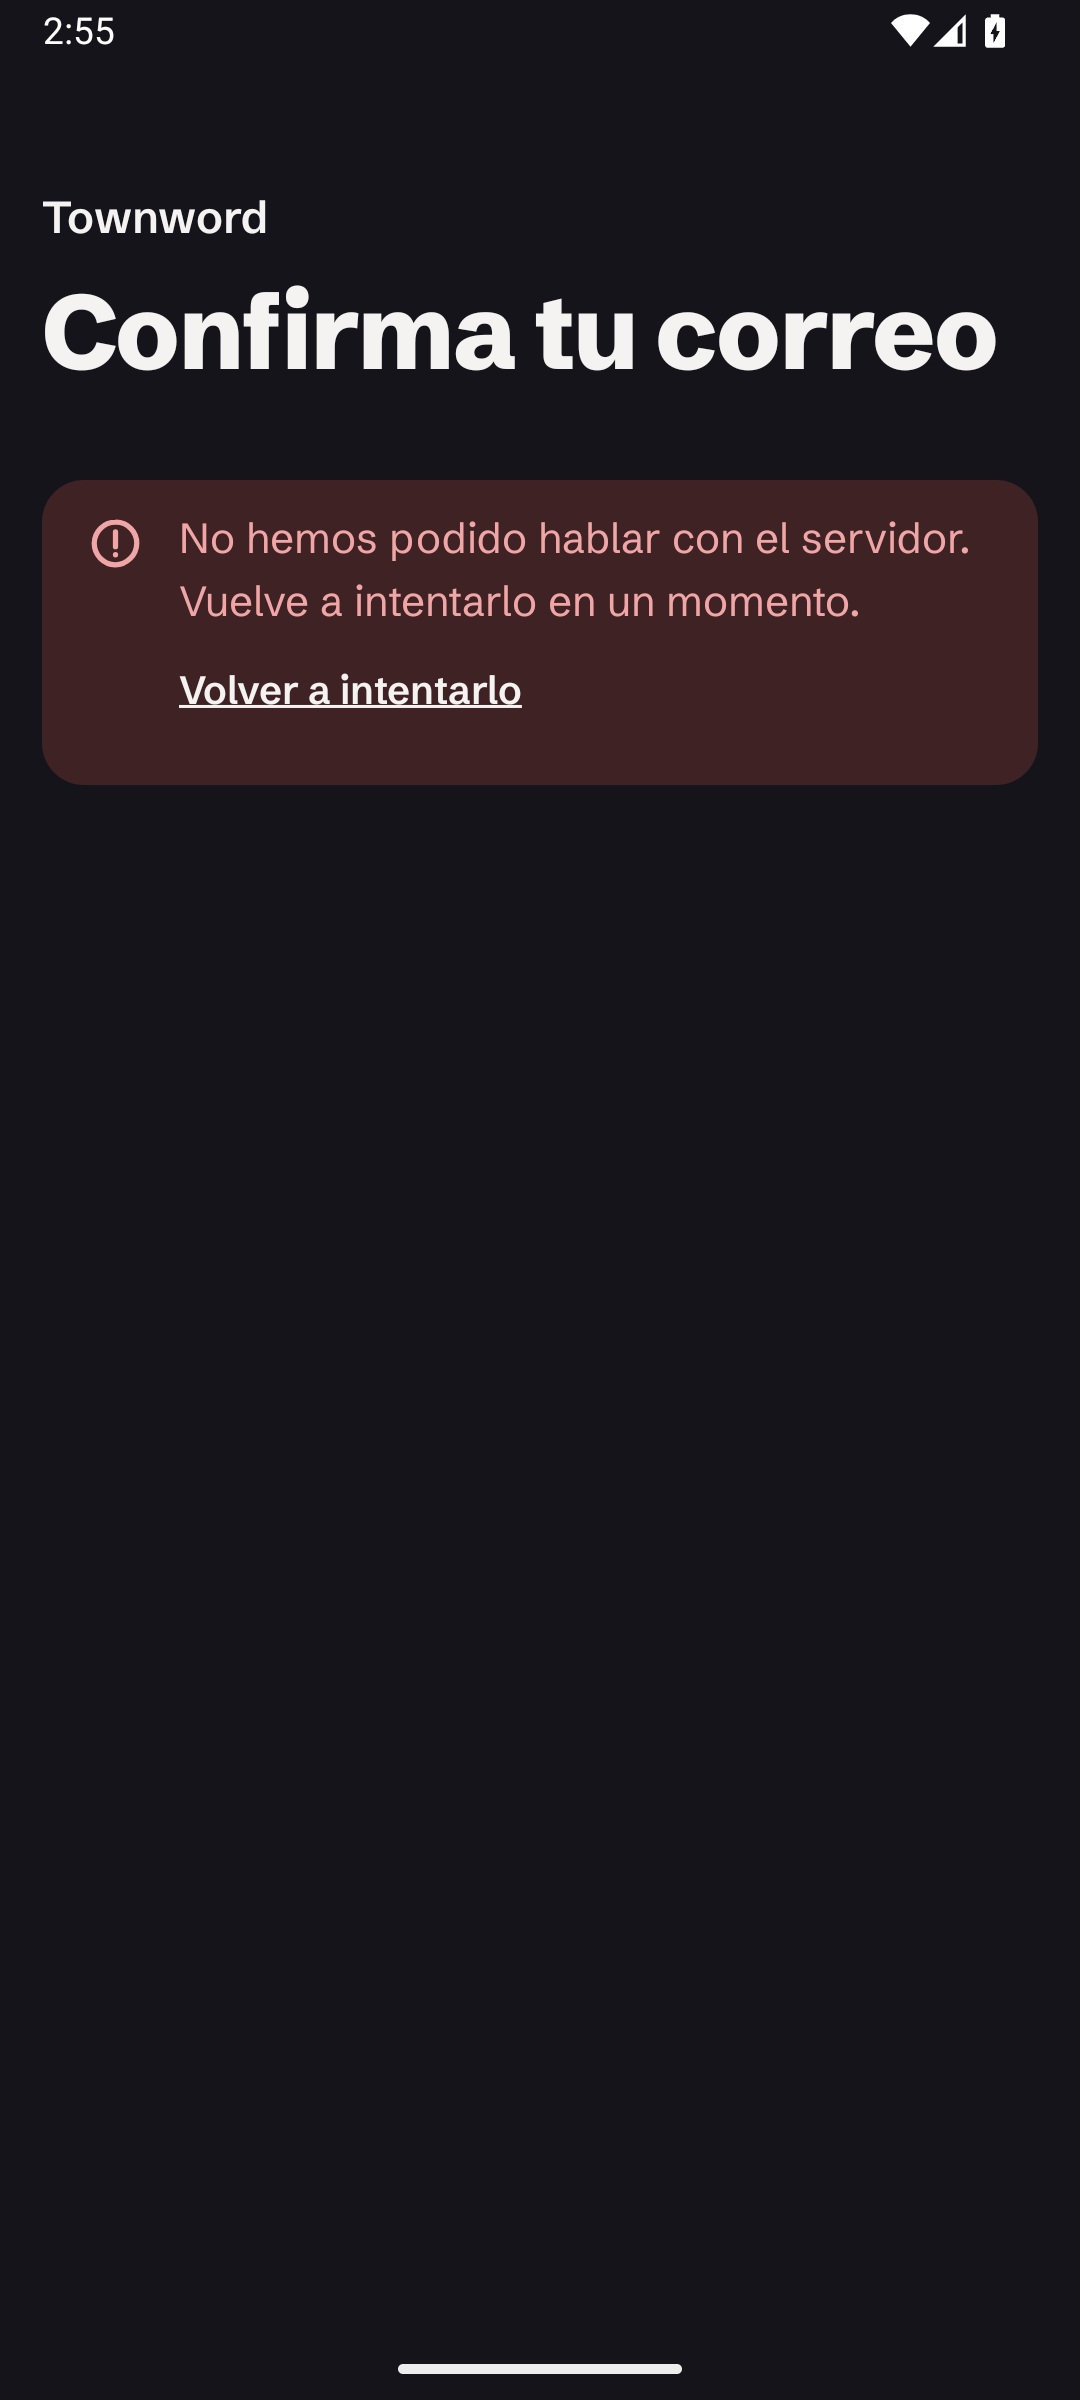 2:55
Townword
Confirma tu correo
No hemos podido hablar con el servidor.
Vuelve a intentarlo en un momento.
Volver a intentarlo